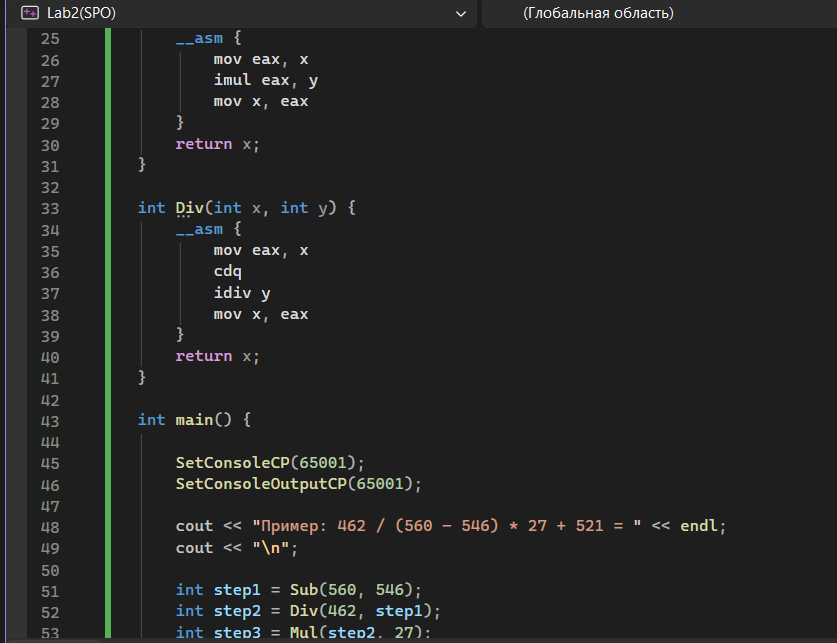 Lab2(SPO) (Глобальная область)
25 __asm {
26 mov eax, x
27 imul eax, y
28 mov x, eax
29 }
30 return x;
31 }
32
33 int Div(int x, int y) {
34 __asm {
35 mov eax, x
36 cdq
37 idiv y
38 mov x, eax
39 }
40 return x;
41 }
42
43 int main() {
44
45 SetConsoleCP(65001);
46 SetConsoleOutputCP(65001);
47
48 cout << "Пример: 462 / (560 - 546) * 27 + 521 = " << endl;
49 cout << "\n";
50
51 int step1 = Sub(560, 546);
52 int step2 = Div(462, step1);
53 int step3 = Mul(step2, 27);